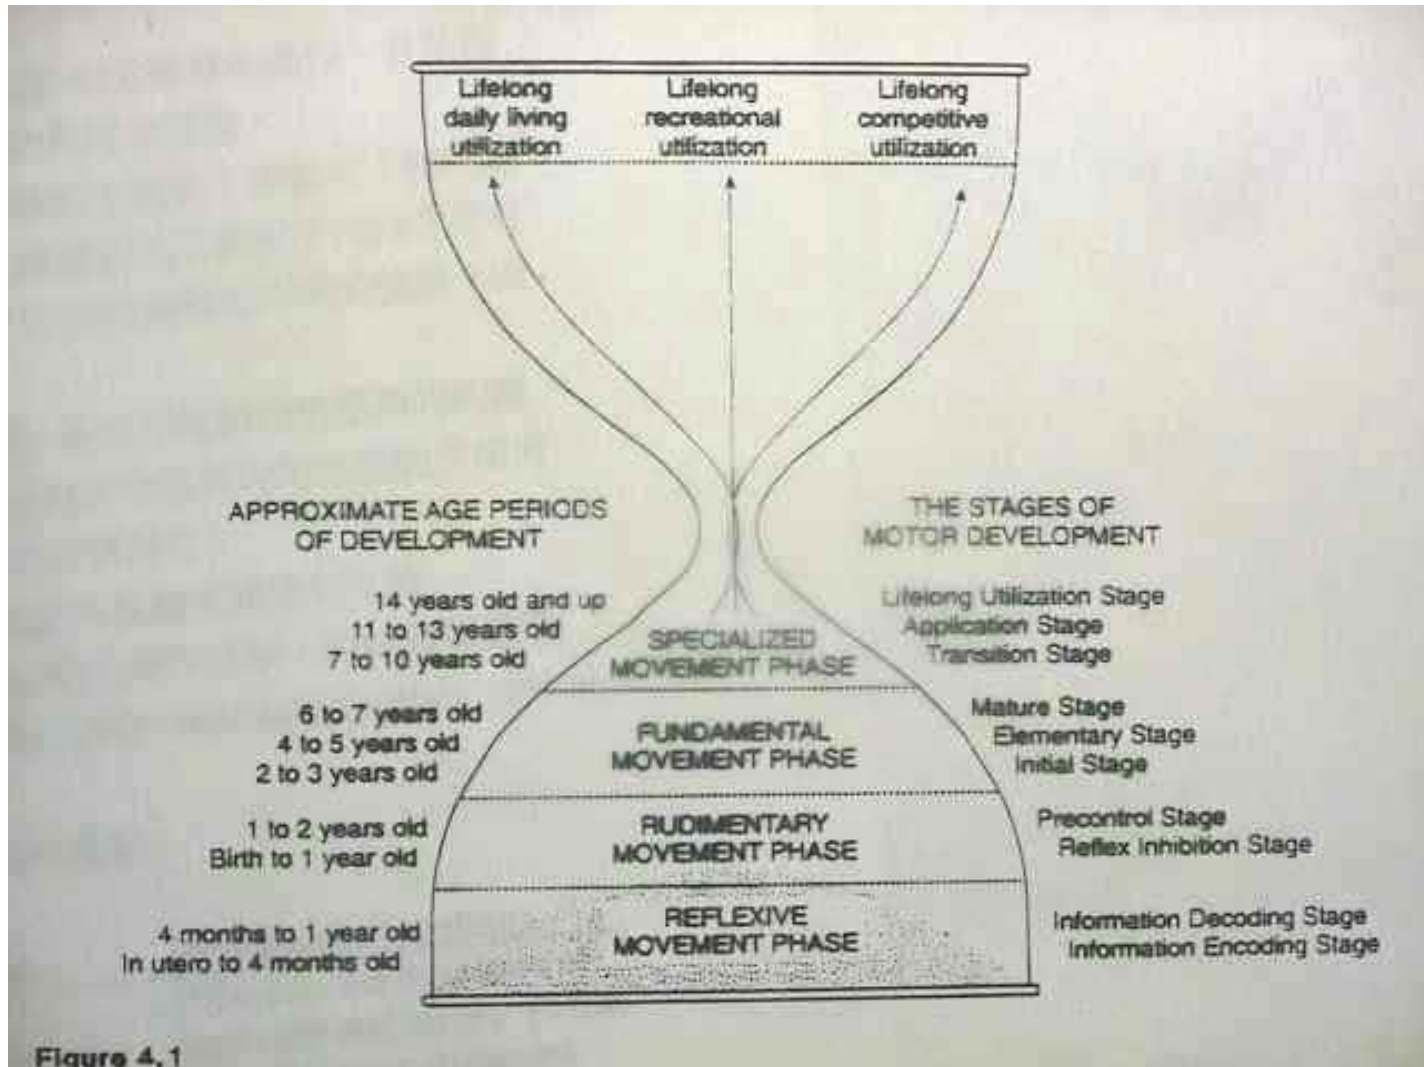 Lifelong
daily living
utilization
Lifelong
recreational
utilization
Lifelong
competitive
utilization
APPROXIMATE AGE PERIODS
OF DEVELOPMENT
THE STAGES OF
MOTOR DEVELOPMENT
14 years old and up
11 to 13 years old
7 to 10 years old
SPECIALIZED
MOVEMENT PHASE
Lifelong Utilization Stage
Application Stage
Transition Stage
6 to 7 years old
4 to 5 years old
2 to 3 years old
FUNDAMENTAL
MOVEMENT PHASE
Mature Stage
Elementary Stage
Initial Stage
1 to 2 years old
Birth to 1 year old
RUDIMENTARY
MOVEMENT PHASE
Precontrol Stage
Reflex Inhibition Stage
4 months to 1 year old
In utero to 4 months old
REFLEXIVE
MOVEMENT PHASE
Information Decoding Stage
Information Encoding Stage
Figure 4.1